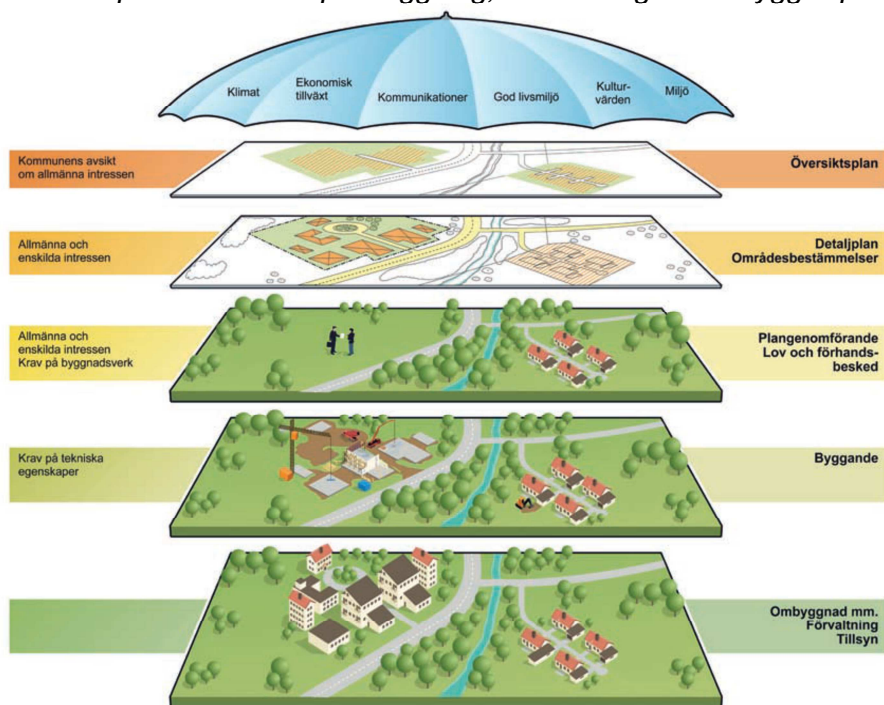 Klimat
Ekonomisk
tillväxt
Kommunikationer
God livsmiljö
Kultur-
värden
Miljö
Kommunens avsikt
om allmänna intressen
Översiktsplan
Allmänna och
enskilda intressen
Detaljplan
Områdesbestämmelser
Allmänna och
enskilda intressen
Krav på byggnadsverk
Plangenomförande
Lov och förhands-
besked
Krav på tekniska
egenskaper
Byggande
Ombyggnad mm.
Förvaltning
Tillsyn